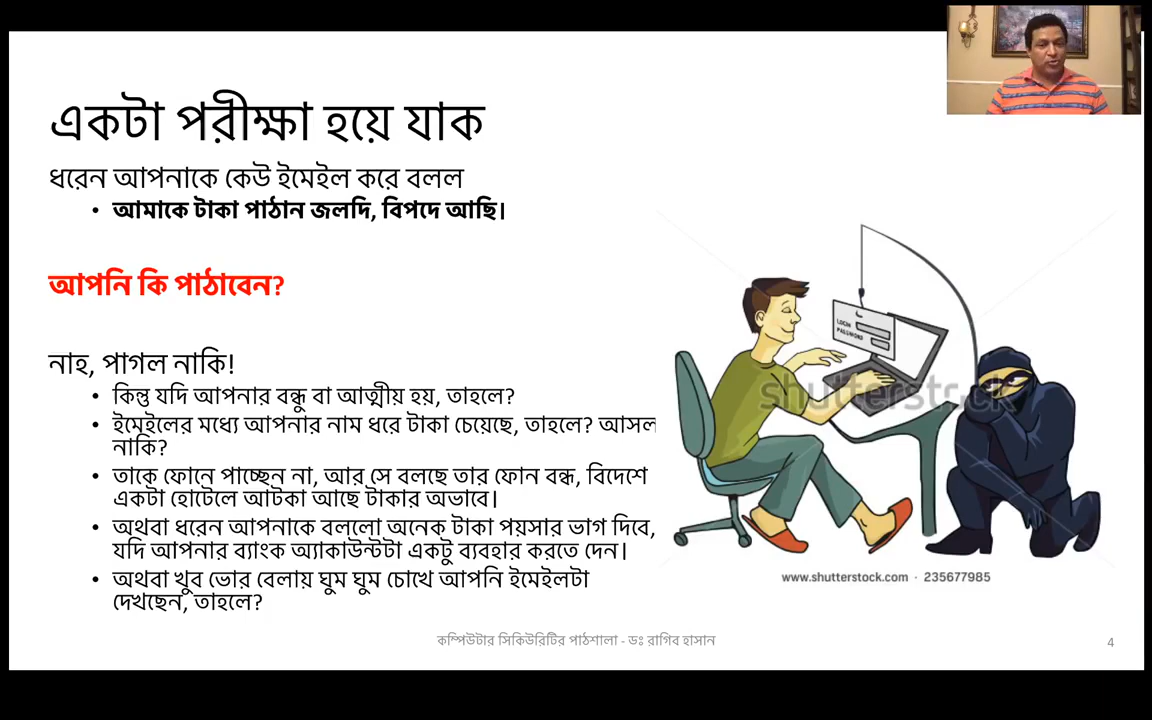 একটা পরীক্ষা হয়ে যাক
ধরেন আপনাকে কেউ ইমেইল করে বলল
• আমাকে টাকা পাঠান জলদি, বিপদে আছি।
আপনি কি পাঠাবেন?
নাহ, পাগল নাকি!
• কিন্তু যদি আপনার বন্ধু বা আত্মীয় হয়, তাহলে?
• ইমেইলের মধ্যে আপনার নাম ধরে টাকা চেয়েছে, তাহলে? আসল
নাকি?
• তাকে ফোনে পাচ্ছেন না, আর সে বলছে তার ফোন বন্ধ, বিদেশে
একটা হোটেলে আটকা আছে টাকার অভাবে।
• অথবা ধরেন আপনাকে বললো অনেক টাকা পয়সার ভাগ দিবে,
যদি আপনার ব্যাংক অ্যাকাউন্টটা একটু ব্যবহার করতে দেন।
• অথবা খুব ভোর বেলায় ঘুম ঘুম চোখে আপনি ইমেইলটা
দেখছেন, তাহলে?
LOGIN
PASSWORD
shutterstock
www.shutterstock.com · 235677985
কম্পিউটার সিকিউরিটির পাঠশালা - ডঃ রাগিব হাসান
4